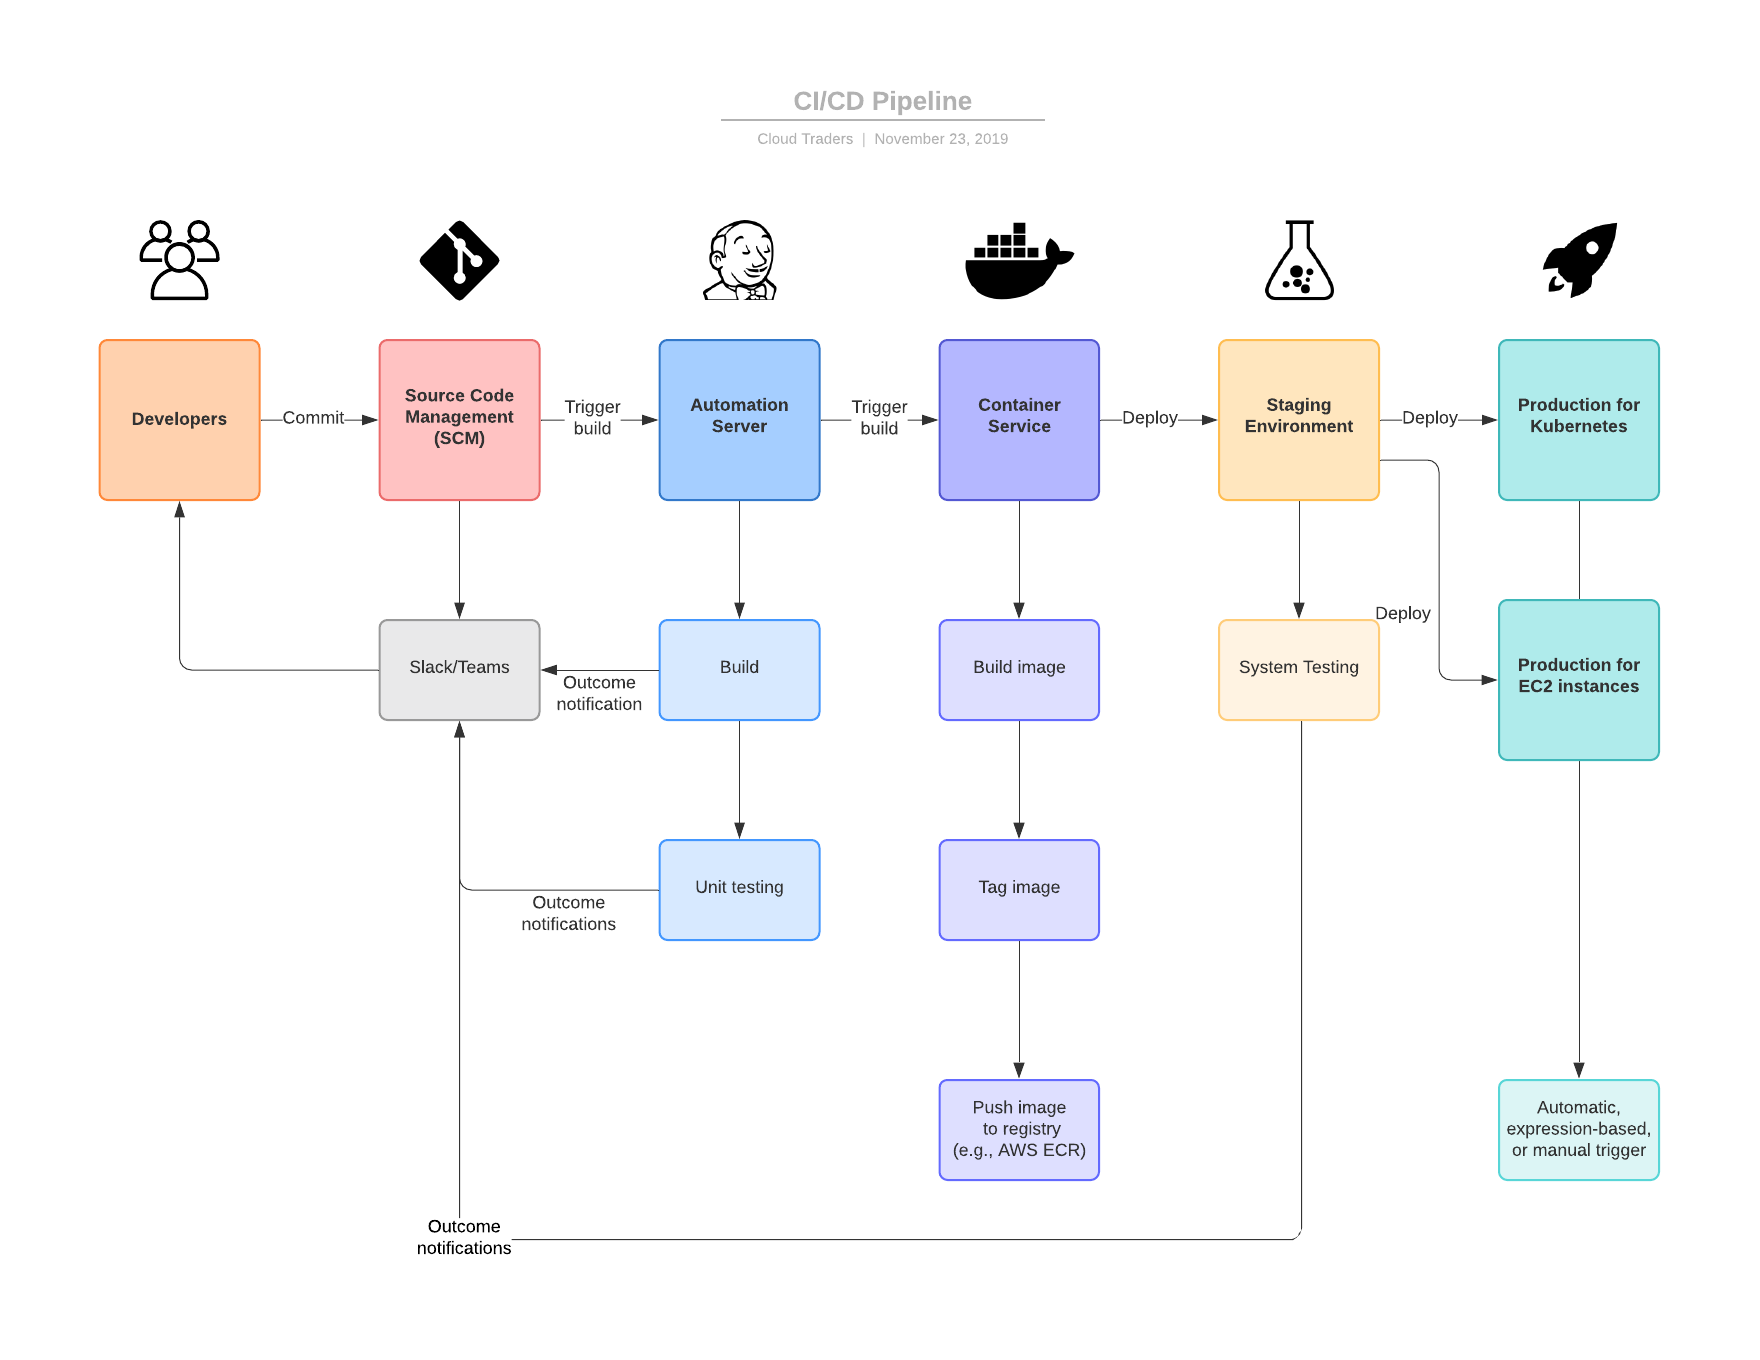 CI/CD Pipeline
Cloud Traders | November 23, 2019
Developers
Commit
Source Code
Management
(SCM)
Trigger
build
Automation
Server
Trigger
build
Container
Service
Deploy
Staging
Environment
Deploy
Production for
Kubernetes
Slack/Teams
Outcome
notification
Build
Build image
System Testing
Deploy
Production for
EC2 instances
Outcome
notifications
Unit testing
Tag image
Push image
to registry
(e.g., AWS ECR)
Automatic,
expression-based,
or manual trigger
Outcome
notifications